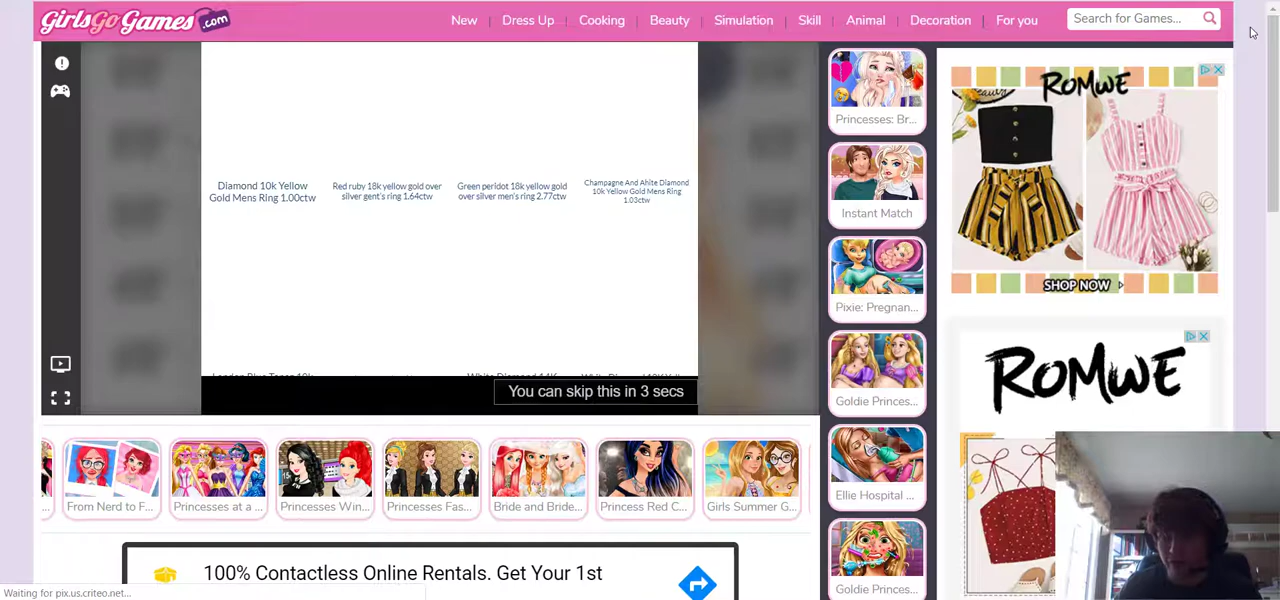 GirlsGoGames.com
New
Dress Up
Cooking
Beauty
Simulation
Skill
Animal
Decoration
For you
Search for Games...
Diamond 10k Yellow
Gold Mens Ring 1.00ctw
Red ruby 18k yellow gold over
silver gent's ring 1.64ctw
Green peridot 18k yellow gold
over silver men's ring 2.77ctw
Champagne And Ahite Diamond
10k Yellow Gold Mens Ring
1.03ctw
You can skip this in 3 secs
Princesses: Br...
Instant Match
Pixie: Pregnan...
Goldie Princes...
Ellie Hospital ...
Goldie Princes...
ROMWE
SHOP NOW
ROMWE
From Nerd to F...
Princesses at a ...
Princesses Win...
Princesses Fas...
Bride and Bride...
Princess Red C...
Girls Summer G...
100% Contactless Online Rentals. Get Your 1st
Waiting for pix.us.criteo.net...